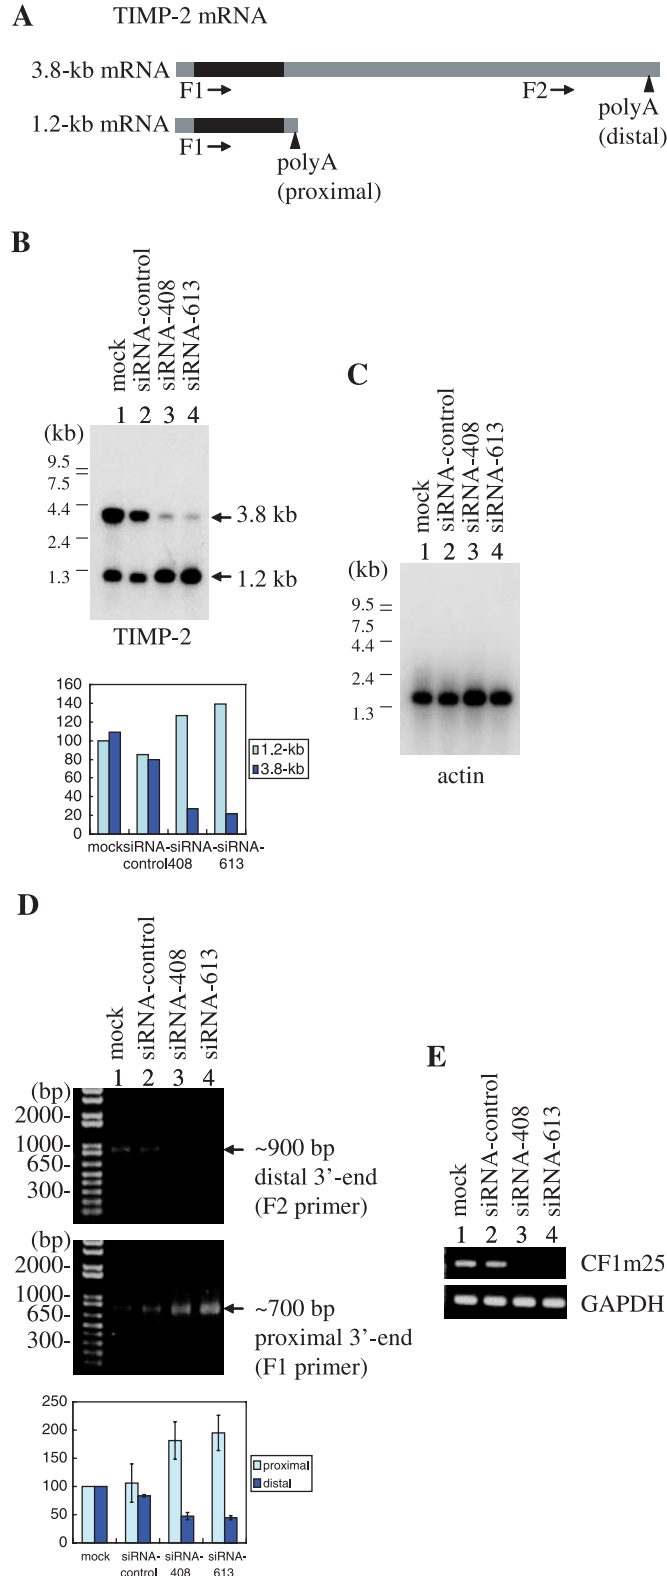 A TIMP-2 mRNA
3.8-kb mRNA
F1 F2
polyA
(distal)
1.2-kb mRNA
F1
polyA
(proximal)
B
mock
siRNA-control
siRNA-408
siRNA-613
1 2 3 4
(kb)
9.5
7.5
4.4
2.4
1.3
3.8 kb
1.2 kb
TIMP-2
160
140
120
100
80
60
40
20
0
1.2-kb
3.8-kb
mocksiRNA-siRNA-siRNA-
control408 613
C
mock
siRNA-control
siRNA-408
siRNA-613
1 2 3 4
(kb)
9.5
7.5
4.4
2.4
1.3
actin
D
mock
siRNA-control
siRNA-408
siRNA-613
1 2 3 4
(bp)
2000-
1000-
650-
300-
~900 bp
distal 3’-end
(F2 primer)
(bp)
2000-
1000-
650-
300-
~700 bp
proximal 3’-end
(F1 primer)
250
200
150
100
50
0
proximal
distal
mock siRNA- siRNA- siRNA-
control 408 613
E
mock
siRNA-control
siRNA-408
siRNA-613
1 2 3 4
CF1m25
GAPDH